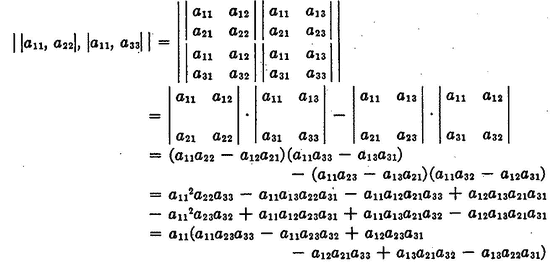 | a₁₁ a₁₂ | | a₁₁ a₁₃ |
| a₂₁ a₂₂ | | a₂₁ a₂₃ |
| |a₁₁, a₂₂|, |a₁₁, a₃₃| | =
| a₁₁ a₁₂ | | a₁₁ a₁₃ |
| a₃₁ a₃₂ | | a₃₁ a₃₃ |
= | a₁₁ a₁₂ | · | a₁₁ a₁₃ | − | a₁₁ a₁₃ | · | a₁₁ a₁₂ |
| a₂₁ a₂₂ | | a₃₁ a₃₃ | | a₂₁ a₂₃ | | a₃₁ a₃₂ |
= (a₁₁a₂₂ − a₁₂a₂₁)(a₁₁a₃₃ − a₁₃a₃₁)
− (a₁₁a₂₃ − a₁₃a₂₁)(a₁₁a₃₂ − a₁₂a₃₁)
= a₁₁²a₂₂a₃₃ − a₁₁a₁₃a₂₂a₃₁ − a₁₁a₁₂a₂₁a₃₃ + a₁₂a₁₃a₂₁a₃₁
− a₁₁²a₂₃a₃₂ + a₁₁a₁₂a₂₃a₃₁ + a₁₁a₁₃a₂₁a₃₂ − a₁₂a₁₃a₂₁a₃₁
= a₁₁(a₁₁a₂₃a₃₃ − a₁₁a₂₃a₃₂ + a₁₂a₂₃a₃₁
− a₁₂a₂₁a₃₃ + a₁₃a₂₁a₃₂ − a₁₃a₂₂a₃₁)